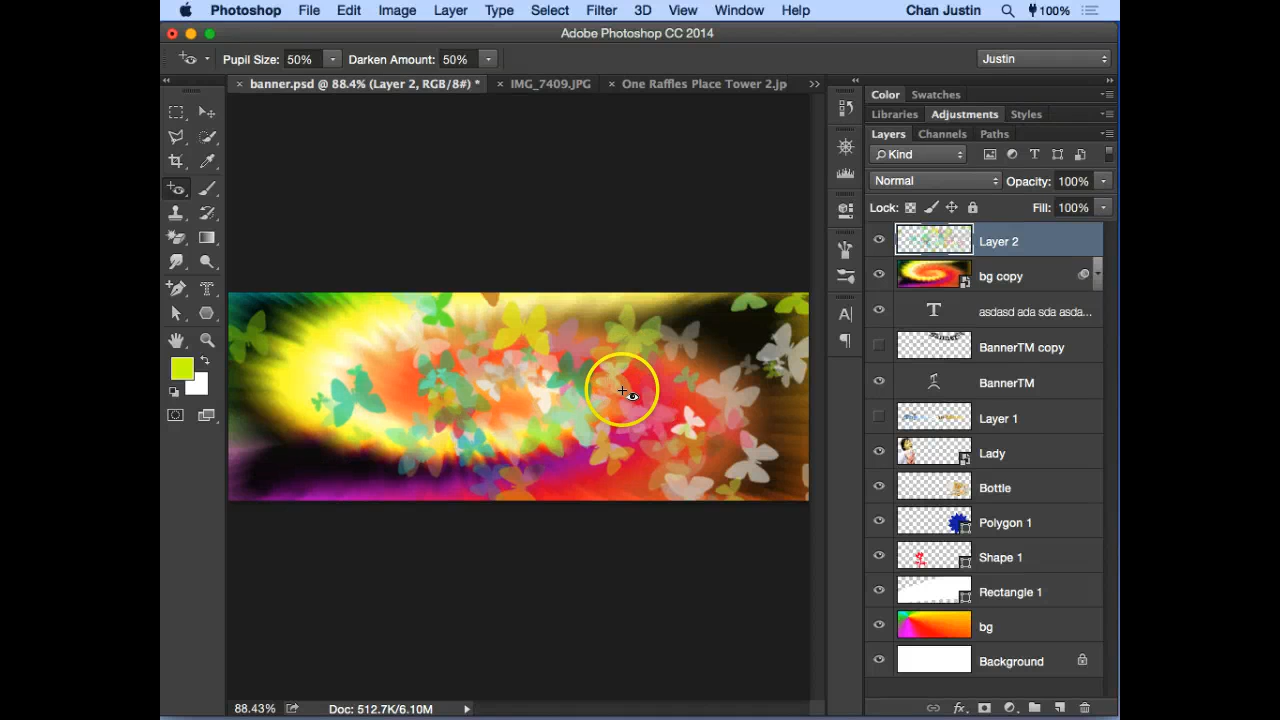 Photoshop File Edit Image Layer Type Select Filter 3D View Window Help Chan Justin 100%
Adobe Photoshop CC 2014
Pupil Size: 50% Darken Amount: 50% Justin
banner.psd @ 88.4% (Layer 2, RGB/8#) * IMG_7409.JPG One Raffles Place Tower 2.jp
Color Swatches
Libraries Adjustments Styles
Layers Channels Paths
Kind
Normal Opacity: 100%
Lock: Fill: 100%
Layer 2
bg copy
asdasd ada sda asda...
BannerTM copy
BannerTM
Layer 1
Lady
Bottle
Polygon 1
Shape 1
Rectangle 1
bg
Background
88.43% Doc: 512.7K/6.10M